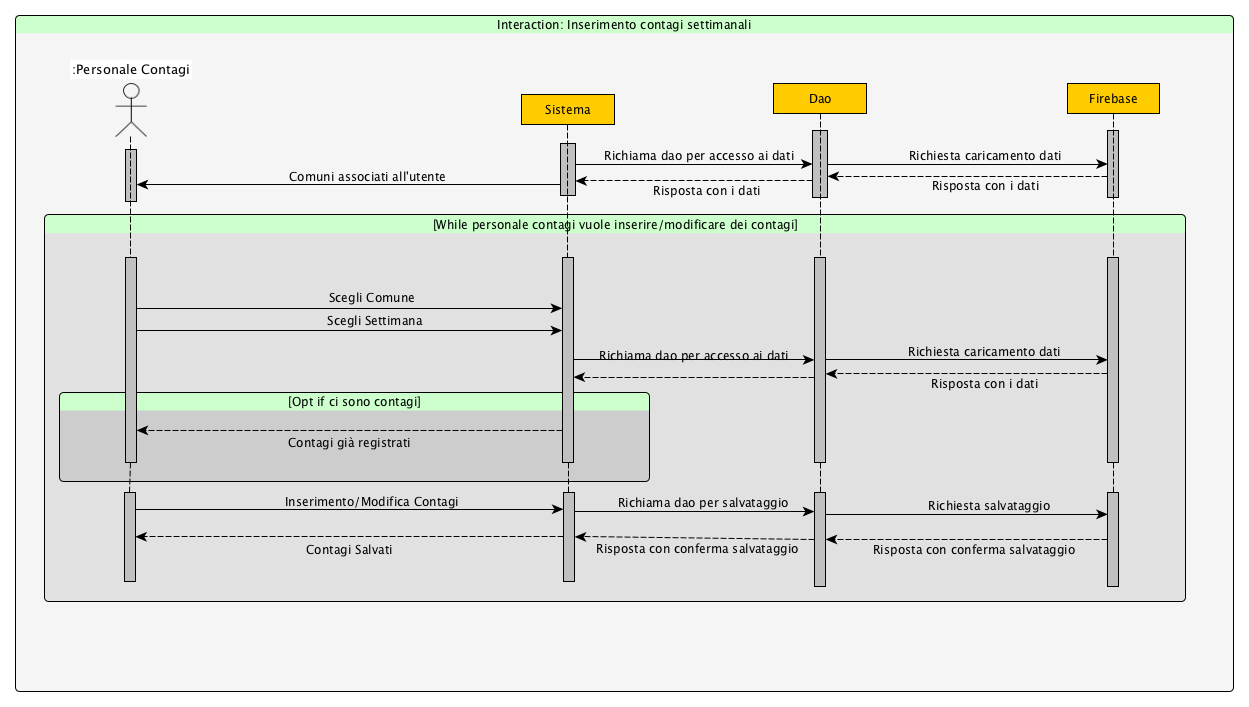 Interaction: Inserimento contagi settimanali
:Personale Contagi
Sistema
Dao
Firebase
Richiama dao per accesso ai dati
Richiesta caricamento dati
Comuni associati all'utente
Risposta con i dati
Risposta con i dati
[While personale contagi vuole inserire/modificare dei contagi]
Scegli Comune
Scegli Settimana
Richiama dao per accesso ai dati
Richiesta caricamento dati
Risposta con i dati
[Opt if ci sono contagi]
Contagi già registrati
Inserimento/Modifica Contagi
Richiama dao per salvataggio
Richiesta salvataggio
Contagi Salvati
Risposta con conferma salvataggio
Risposta con conferma salvataggio